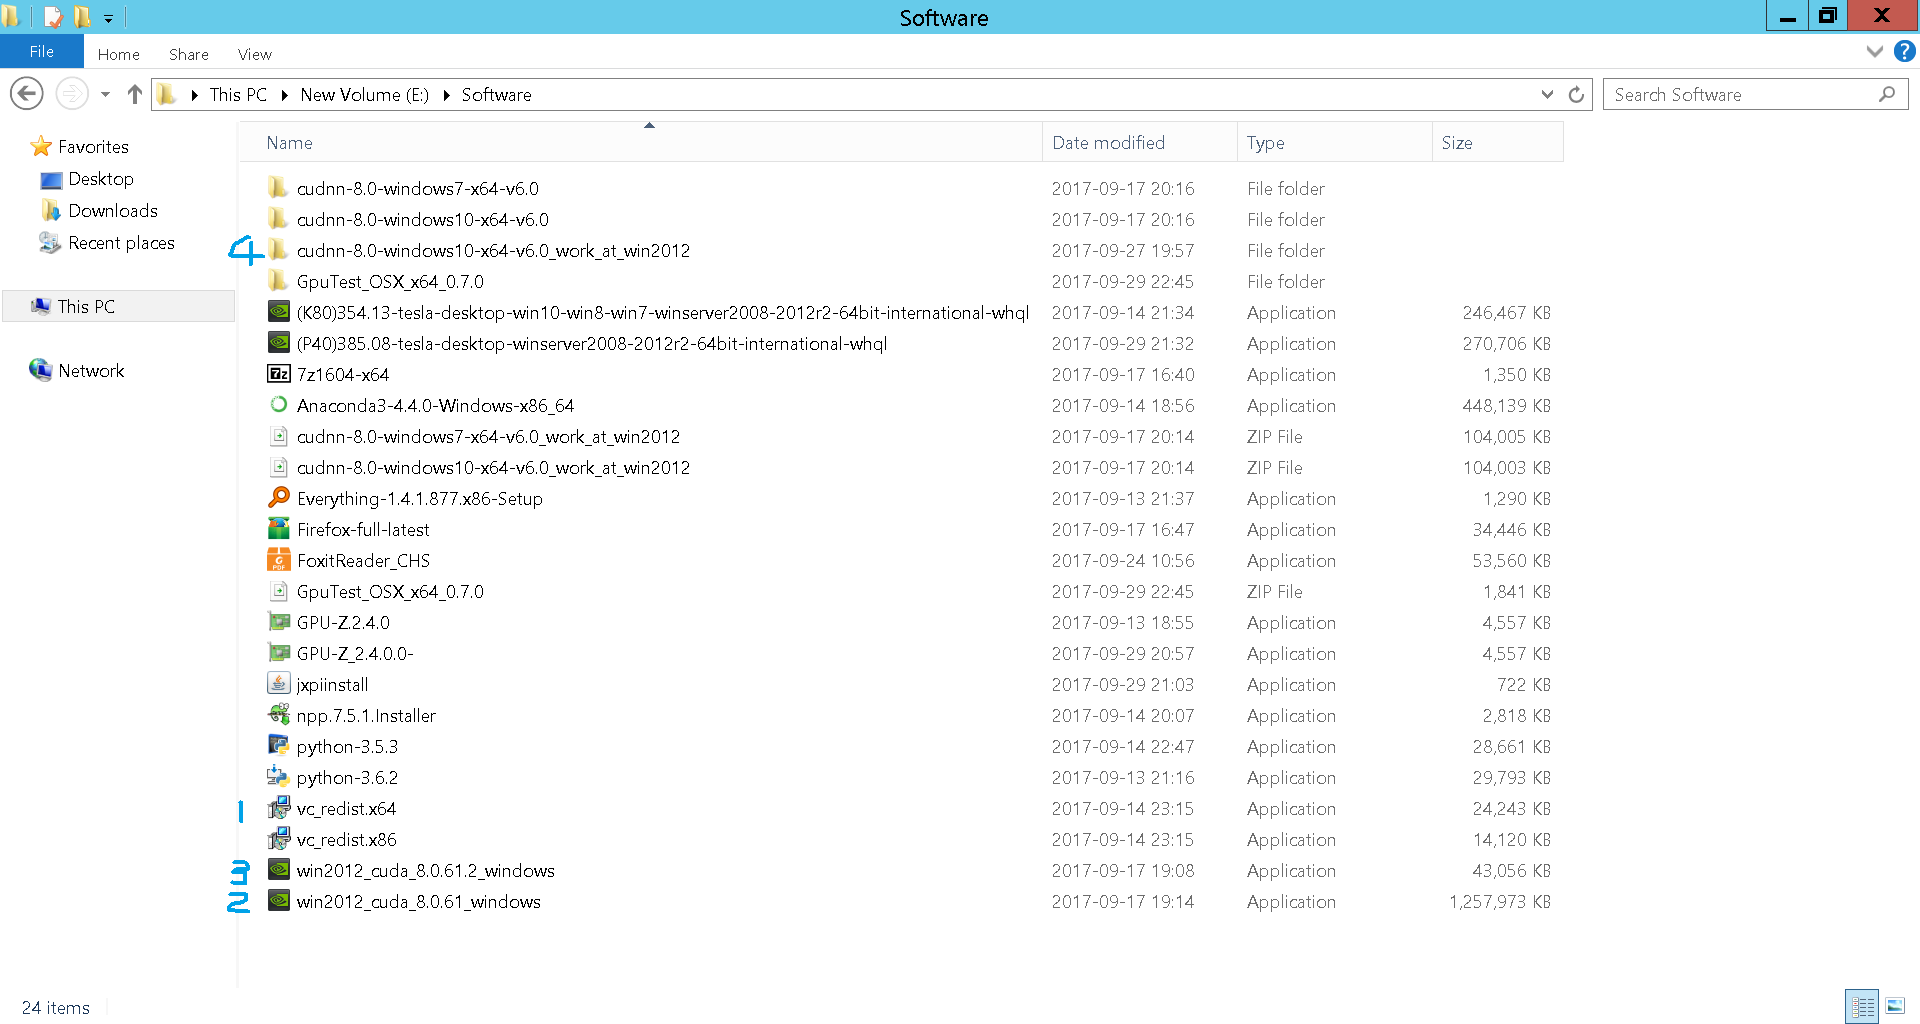 Software
File Home Share View
This PC New Volume (E:) Software Search Software
Favorites
Desktop
Downloads
Recent places
This PC
Network
Name Date modified Type Size
cudnn-8.0-windows7-x64-v6.0 2017-09-17 20:16 File folder
cudnn-8.0-windows10-x64-v6.0 2017-09-17 20:16 File folder
4 cudnn-8.0-windows10-x64-v6.0_work_at_win2012 2017-09-27 19:57 File folder
GpuTest_OSX_x64_0.7.0 2017-09-29 22:45 File folder
(K80)354.13-tesla-desktop-win10-win8-win7-winserver2008-2012r2-64bit-international-whql 2017-09-14 21:34 Application 246,467 KB
(P40)385.08-tesla-desktop-winserver2008-2012r2-64bit-international-whql 2017-09-29 21:32 Application 270,706 KB
7z 7z1604-x64 2017-09-17 16:40 Application 1,350 KB
Anaconda3-4.4.0-Windows-x86_64 2017-09-14 18:56 Application 448,139 KB
cudnn-8.0-windows7-x64-v6.0_work_at_win2012 2017-09-17 20:14 ZIP File 104,005 KB
cudnn-8.0-windows10-x64-v6.0_work_at_win2012 2017-09-17 20:14 ZIP File 104,003 KB
Everything-1.4.1.877.x86-Setup 2017-09-13 21:37 Application 1,290 KB
Firefox-full-latest 2017-09-17 16:47 Application 34,446 KB
PDF FoxitReader_CHS 2017-09-24 10:56 Application 53,560 KB
GpuTest_OSX_x64_0.7.0 2017-09-29 22:45 ZIP File 1,841 KB
GPU-Z.2.4.0 2017-09-13 18:55 Application 4,557 KB
GPU-Z_2.4.0.0- 2017-09-29 20:57 Application 4,557 KB
jxpiinstall 2017-09-29 21:03 Application 722 KB
npp.7.5.1.Installer 2017-09-14 20:07 Application 2,818 KB
python-3.5.3 2017-09-14 22:47 Application 28,661 KB
python-3.6.2 2017-09-13 21:16 Application 29,793 KB
1 vc_redist.x64 2017-09-14 23:15 Application 24,243 KB
vc_redist.x86 2017-09-14 23:15 Application 14,120 KB
3 win2012_cuda_8.0.61.2_windows 2017-09-17 19:08 Application 43,056 KB
2 win2012_cuda_8.0.61_windows 2017-09-17 19:14 Application 1,257,973 KB
24 items